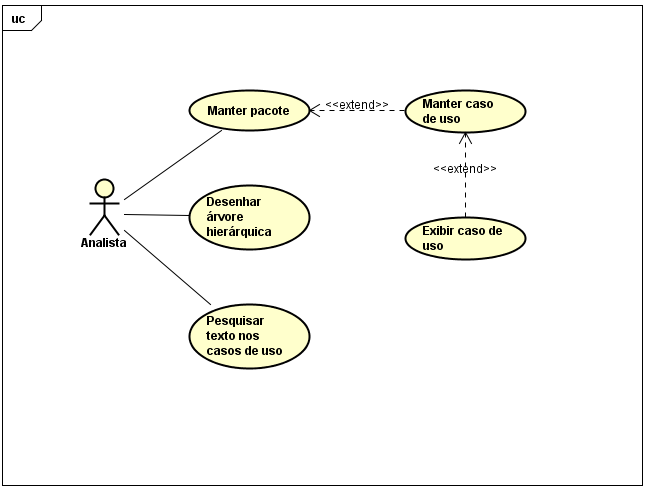 uc
Manter pacote
<<extend>>
Manter caso
de uso
<<extend>>
Desenhar
árvore
hierárquica
Exibir caso de
uso
Analista
Pesquisar
texto nos
casos de uso